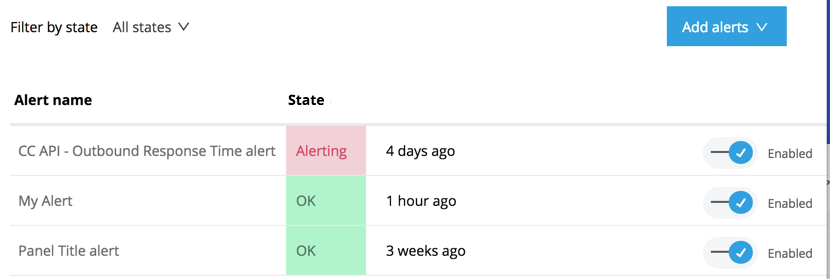 Filter by state All states Add alerts
Alert name State
CC API - Outbound Response Time alert Alerting 4 days ago Enabled
My Alert OK 1 hour ago Enabled
Panel Title alert OK 3 weeks ago Enabled